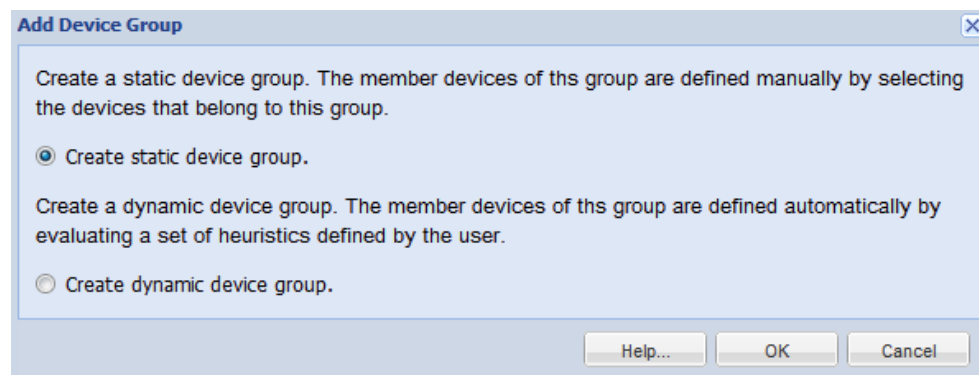 Add Device Group
Create a static device group. The member devices of ths group are defined manually by selecting
the devices that belong to this group.
Create static device group.
Create a dynamic device group. The member devices of ths group are defined automatically by
evaluating a set of heuristics defined by the user.
Create dynamic device group.
Help... OK Cancel